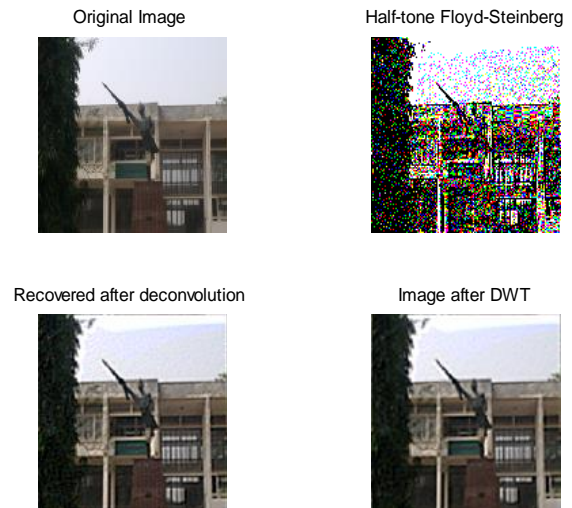 Original Image
Half-tone Floyd-Steinberg
Recovered after deconvolution
Image after DWT